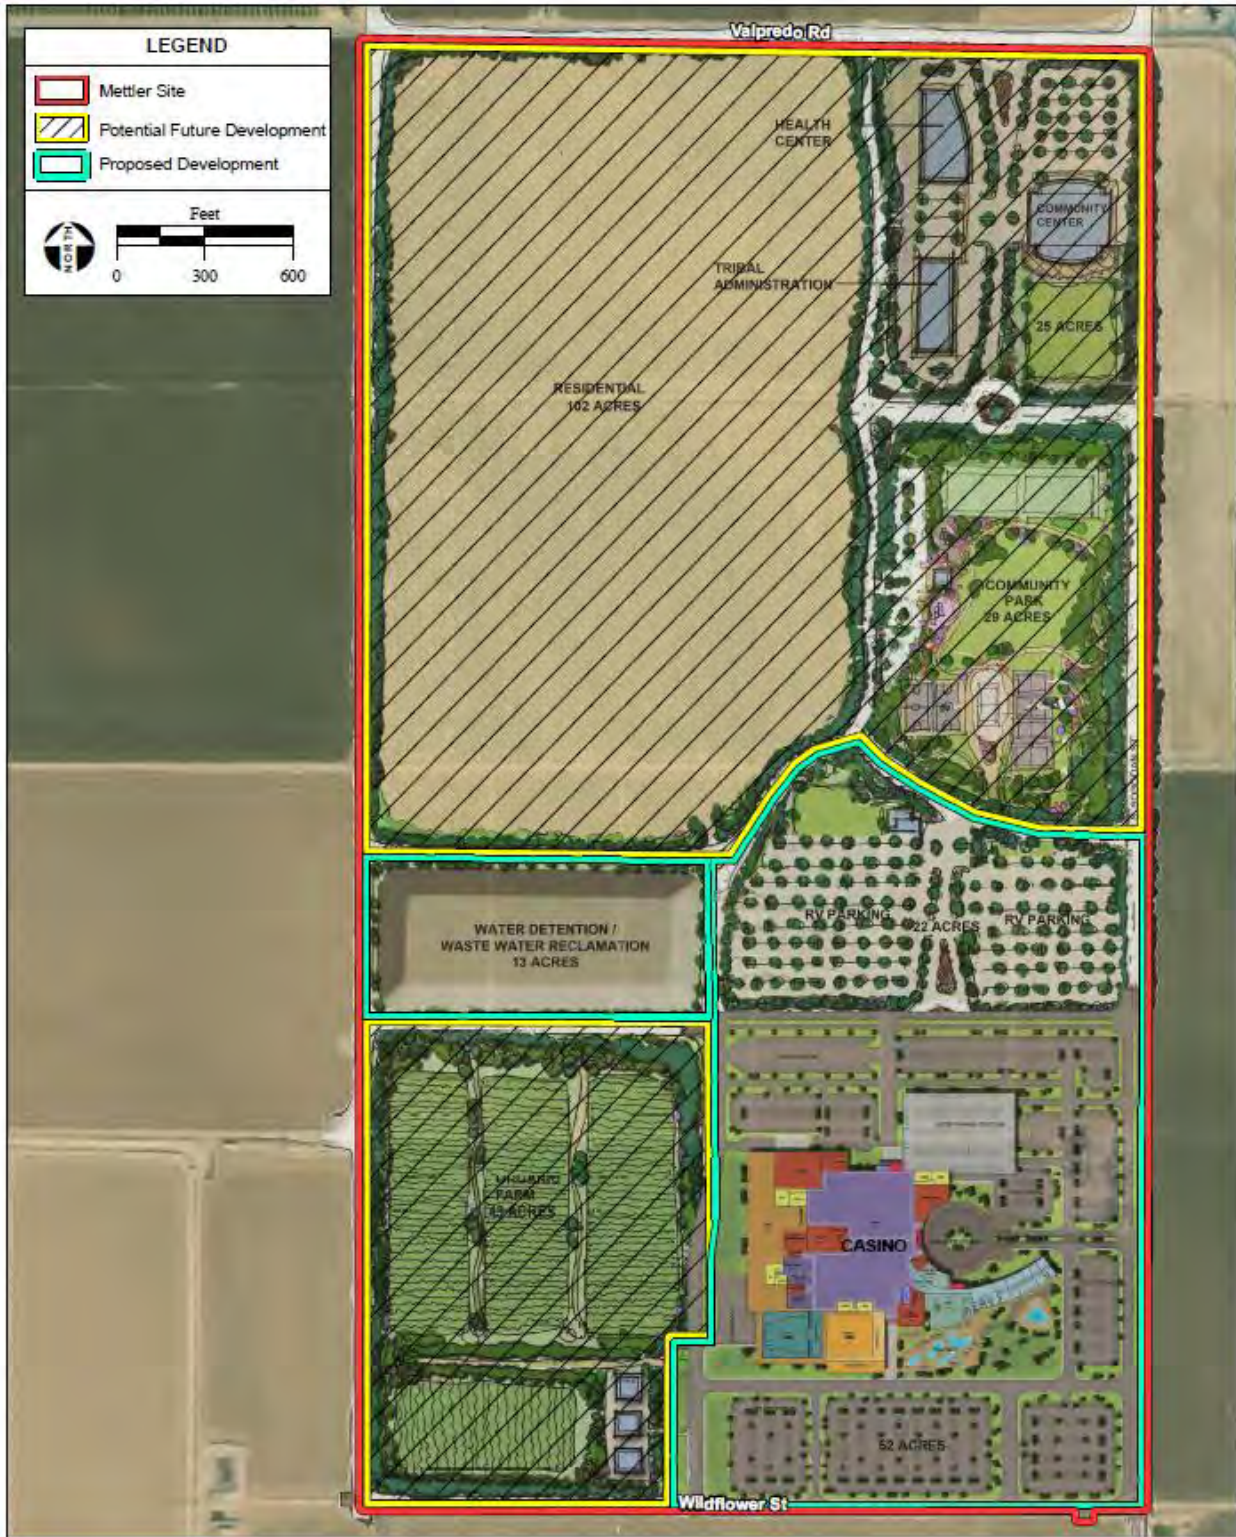 LEGEND
Mettler Site
Potential Future Development
Proposed Development
Feet
NORTH
0 300 600
Valpredo Rd
HEALTH
CENTER
COMMUNITY
CENTER
TRIBAL
ADMINISTRATION
25 ACRES
RESIDENTIAL
102 ACRES
COMMUNITY
PARK
29 ACRES
RV PARKING
22 ACRES
RV PARKING
WATER DETENTION /
WASTE WATER RECLAMATION
13 ACRES
FARM
ACRES
CASINO
52 ACRES
Wildflower St